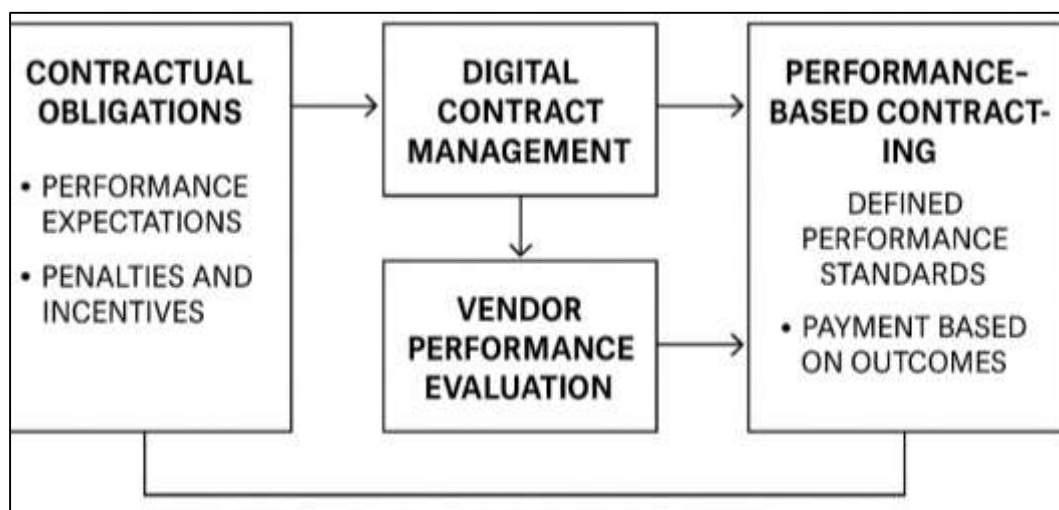 CONTRACTUAL
OBLIGATIONS
• PERFORMANCE
EXPECTATIONS
• PENALTIES AND
INCENTIVES
DIGITAL
CONTRACT
MANAGEMENT
VENDOR
PERFORMANCE
EVALUATION
PERFORMANCE-
BASED CONTRACT-
ING
DEFINED
PERFORMANCE
STANDARDS
• PAYMENT BASED
ON OUTCOMES